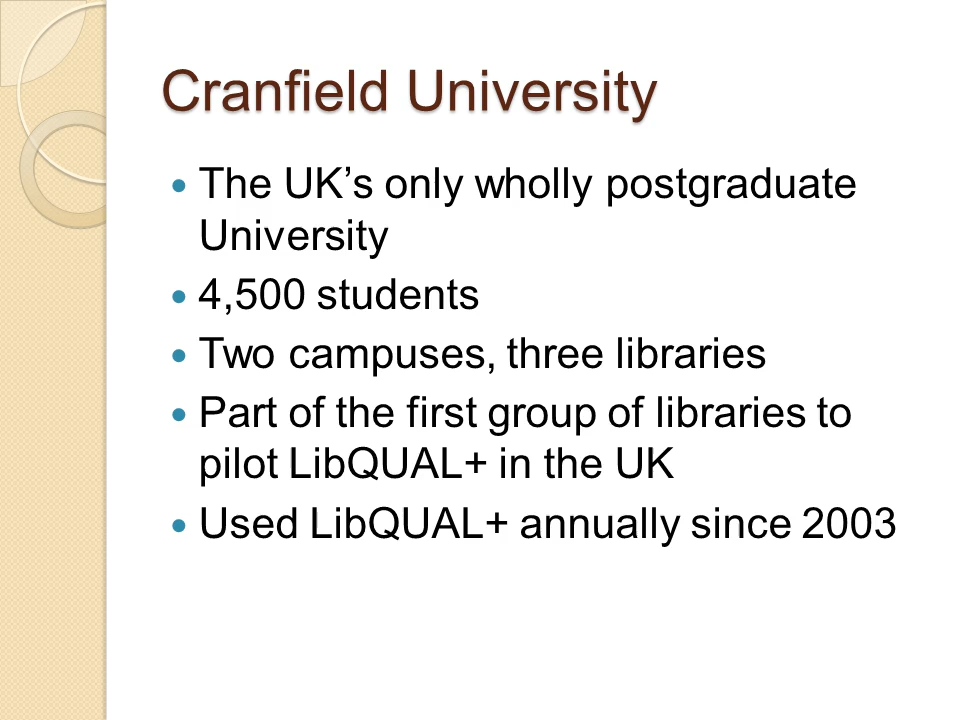 Cranfield University
• The UK’s only wholly postgraduate
University
• 4,500 students
• Two campuses, three libraries
• Part of the first group of libraries to
pilot LibQUAL+ in the UK
• Used LibQUAL+ annually since 2003